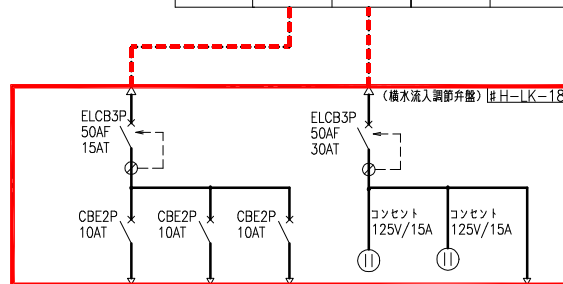 (横水流入調節弁盤) #H-LK-18
ELCB3P
50AF
15AT
ELCB3P
50AF
30AT
CBE2P
10AT
CBE2P
10AT
CBE2P
10AT
コンセント
125V/15A
コンセント
125V/15A